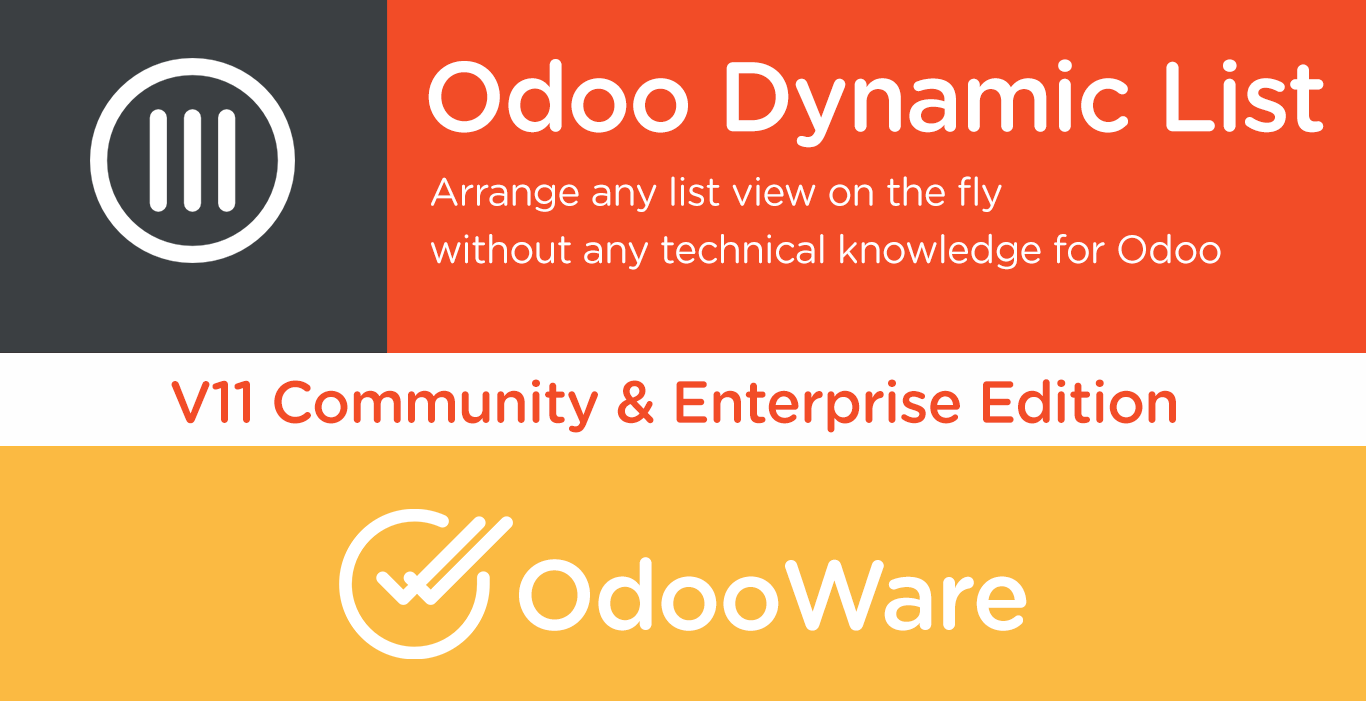 Odoo Dynamic List
Arrange any list view on the fly
without any technical knowledge for Odoo
V11 Community & Enterprise Edition
OdooWare